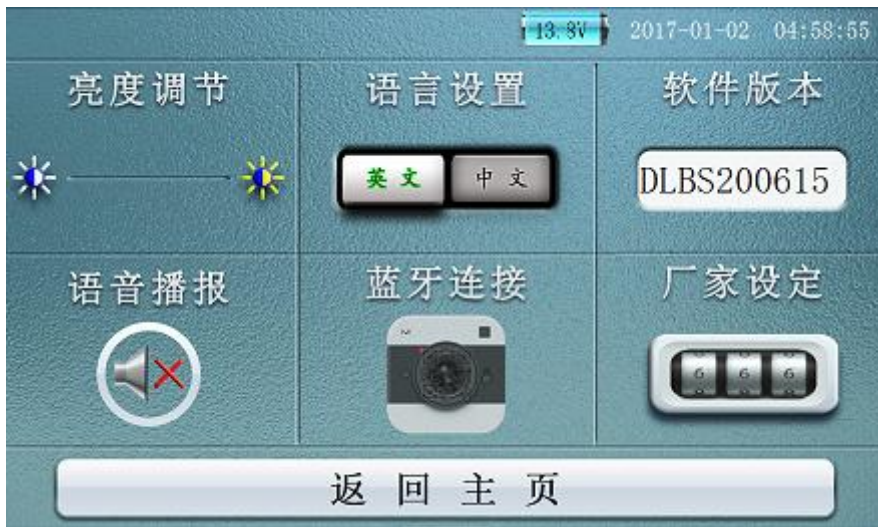 13.8V 2017-01-02 04:58:55
亮度调节 语言设置 软件版本
英文 中文 DLBS200615
语音播报 蓝牙连接 厂家设定
6 6 6
返回主页